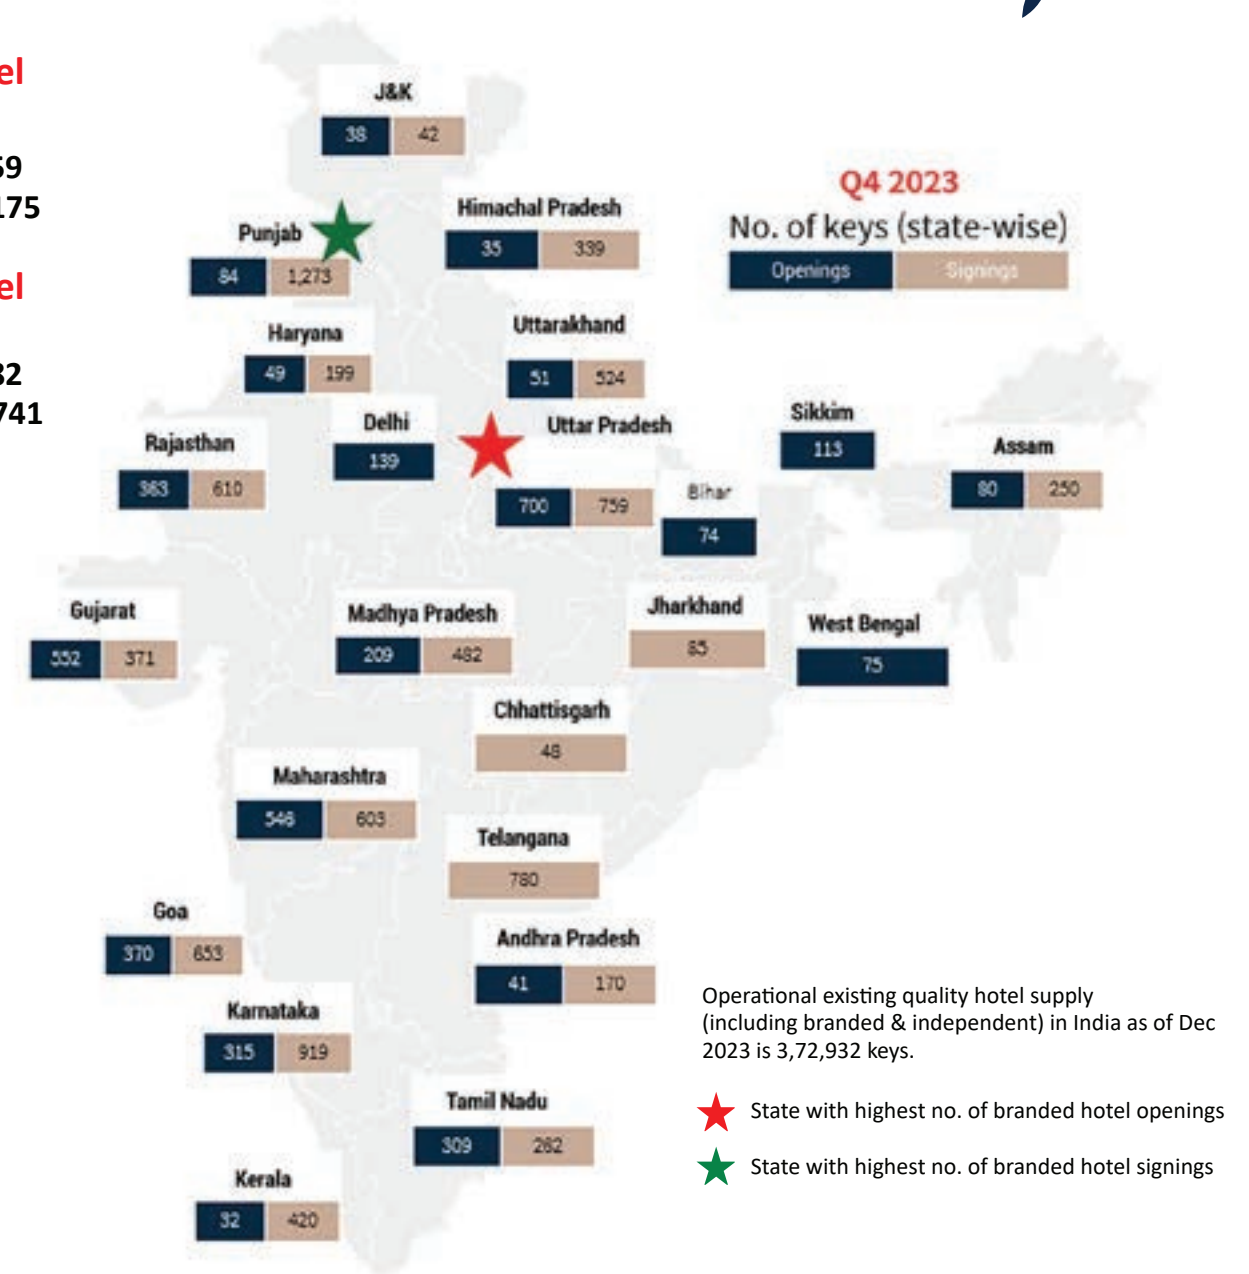 el
59
175
el
32
741
J&K
38 42
Q4 2023
No. of keys (state-wise)
Openings Signings
Himachal Pradesh
35 339
Punjab
84 1,273
Haryana
49 199
Uttarakhand
51 524
Delhi
139
Uttar Pradesh
700 759
Sikkim
113
Assam
80 250
Rajasthan
363 610
Bihar
74
Gujarat
552 371
Madhya Pradesh
209 482
Jharkhand
85
West Bengal
75
Chhattisgarh
48
Maharashtra
546 603
Telangana
780
Goa
370 653
Andhra Pradesh
41 170
Karnataka
315 919
Tamil Nadu
309 262
Kerala
32 420
Operational existing quality hotel supply
(including branded & independent) in India as of Dec
2023 is 3,72,932 keys.
State with highest no. of branded hotel openings
State with highest no. of branded hotel signings